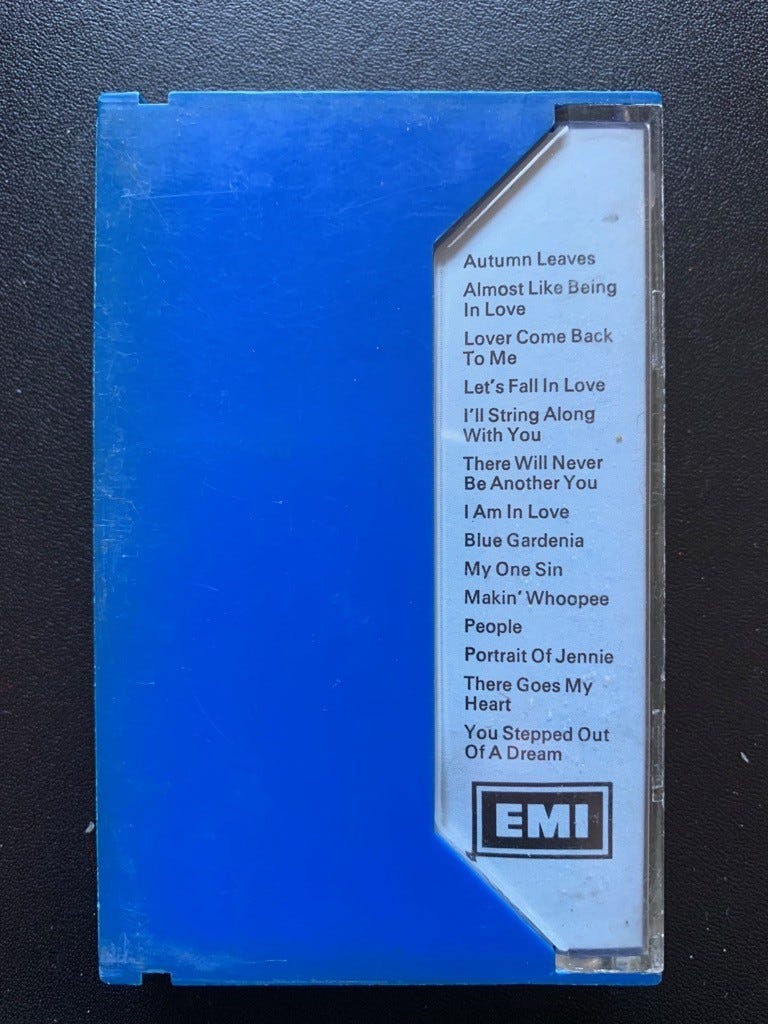 Autumn Leaves
Almost Like Being
In Love
Lover Come Back
To Me
Let's Fall In Love
I'll String Along
With You
There Will Never
Be Another You
I Am In Love
Blue Gardenia
My One Sin
Makin' Whoopee
People
Portrait Of Jennie
There Goes My
Heart
You Stepped Out
Of A Dream
EMI